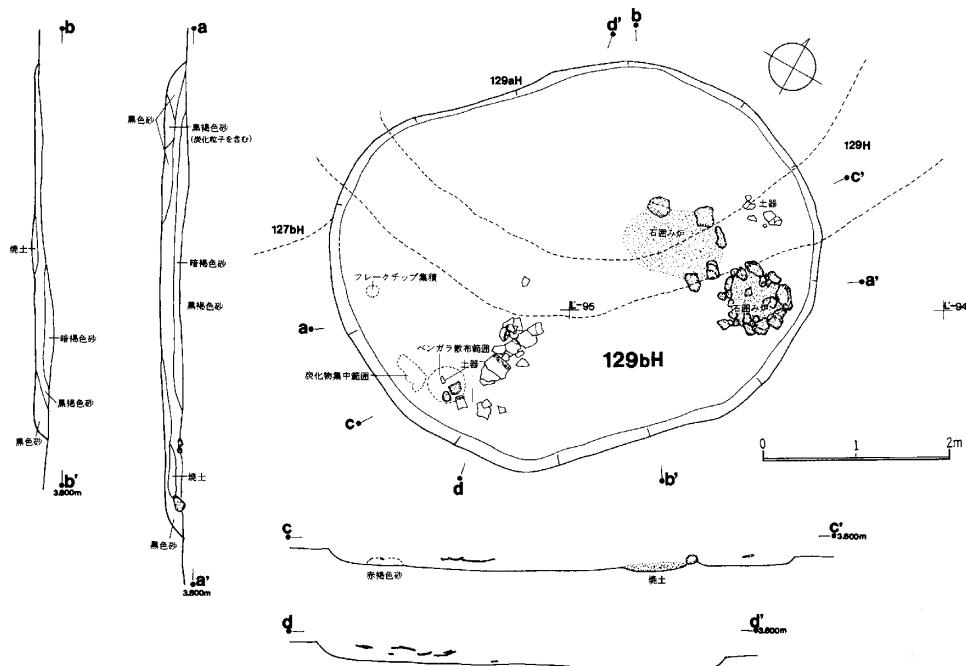 b
a
黒色砂
黒褐色砂
(炭化粒子を含む)
焼土
暗褐色砂
黒褐色砂
暗褐色砂
黒褐色砂
黒色砂
焼土
b'
3.600m
黒色砂
a'
3.600m
d'
b
129aH
129H
c'
土器
石囲み炉
127bH
フレークチップ集積
a'
石囲み炉
L'-95
L'-94
a
ベンガラ散布範囲
土器
炭化物集中範囲
129bH
c
d
b'
0 1 2m
c
c'
3.600m
赤褐色砂
焼土
d
d'
3.600m